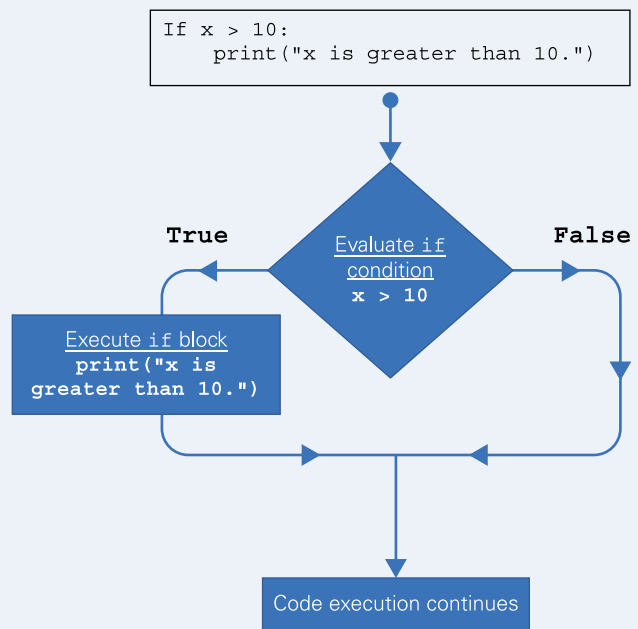 If x > 10:
    print("x is greater than 10.")
True
False
Evaluate if
condition
x > 10
Execute if block
print("x is
greater than 10.")
Code execution continues